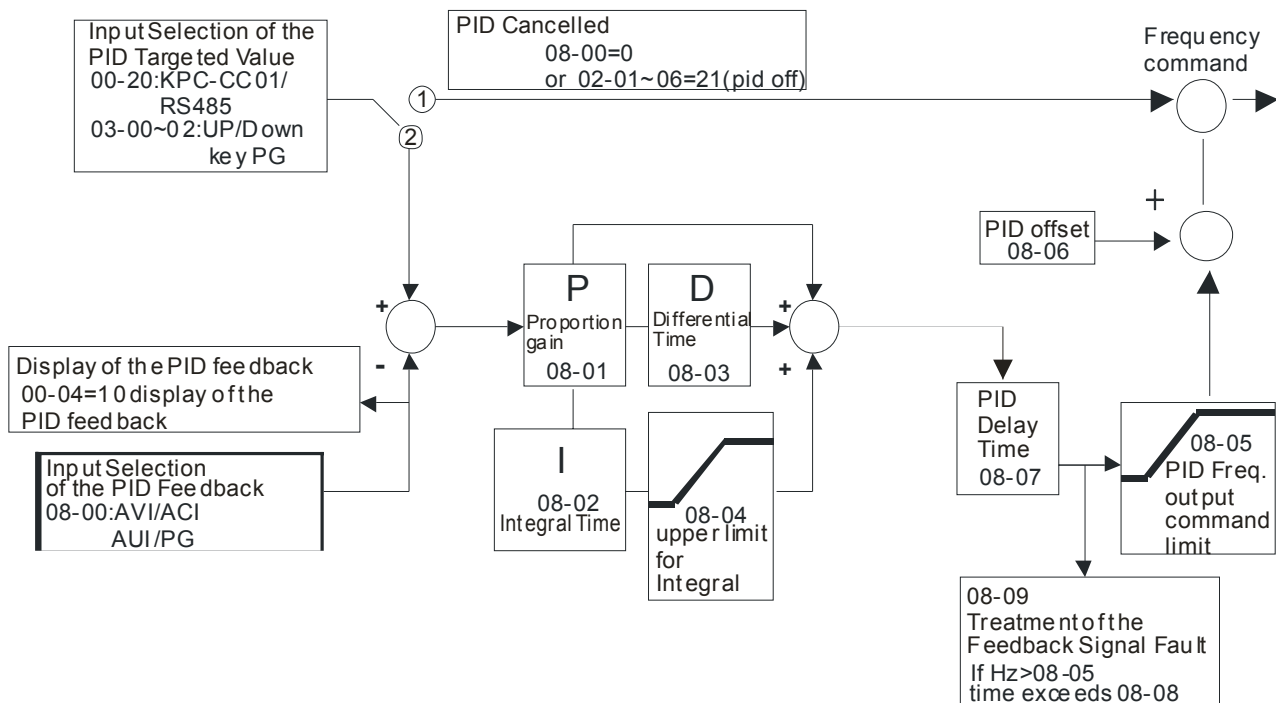 Input Selection of the
PID Targeted Value
00-20:KPC-CC01/
RS485
03-00~02:UP/Down
key PG
PID Cancelled
08-00=0
or 02-01~06=21(pid off)
Frequency
command
1
2
+
PID offset
08-06
+
-
P
Proportion
gain
08-01
D
Differential
Time
08-03
+
+
Display of the PID feedback
00-04=10 display of the
PID feedback
Input Selection
of the PID Feedback
08-00:AVI/ACI
AUI/PG
I
08-02
Integral Time
08-04
upper limit
for
Integral
PID
Delay
Time
08-07
08-05
PID Freq.
output
command
limit
08-09
Treatment of the
Feedback Signal Fault
If Hz>08-05
time exceeds 08-08